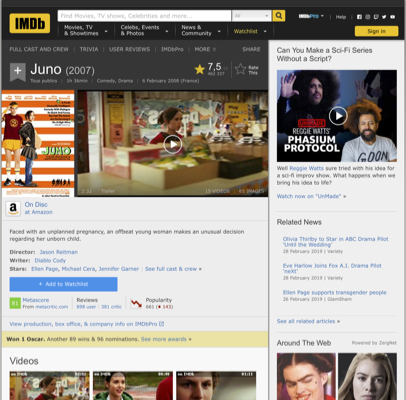 IMDb
Find Movies, TV shows, Celebrities and more...
All
IMDbPro
Help
Movies, TV
& Showtimes
Celebs, Events
& Photos
News &
Community
Watchlist
Sign in
FULL CAST AND CREW | TRIVIA | USER REVIEWS | IMDbPro | MORE
SHARE
Juno (2007)
Tous publics | 1h 36min | Comedy, Drama | 6 February 2008 (France)
7,5
Rate
This
JUNO
2:32 Trailer
15 VIDEOS
65 IMAGES
On Disc
at Amazon
Faced with an unplanned pregnancy, an offbeat young woman makes an unusual decision
regarding her unborn child.
Director: Jason Reitman
Writer: Diablo Cody
Stars: Ellen Page, Michael Cera, Jennifer Garner | See full cast & crew »
+ Add to Watchlist
81
Metascore
From metacritic.com
Reviews
898 user | 381 critic
Popularity
661 (143)
View production, box office, & company info on IMDbPro
Won 1 Oscar. Another 89 wins & 96 nominations. See more awards »
Videos
Can You Make a Sci-Fi Series
Without a Script?
REGGIE WATTS'
PHASIUM
PROTOCOL
Well Reggie Watts sure tried with his idea for
a sci-fi improv show. What happens when we
bring his idea to life?
Watch now on "UnMade" »
Related News
Olivia Thirlby to Star in ABC Drama Pilot
'Until the Wedding'
28 February 2019 | Variety
Eve Harlow Joins Fox A.I. Drama Pilot
'neXt'
28 February 2019 | Variety
Ellen Page supports transgender people
26 February 2019 | GlamSham
See all related articles »
Around The Web
Powered by ZergNet